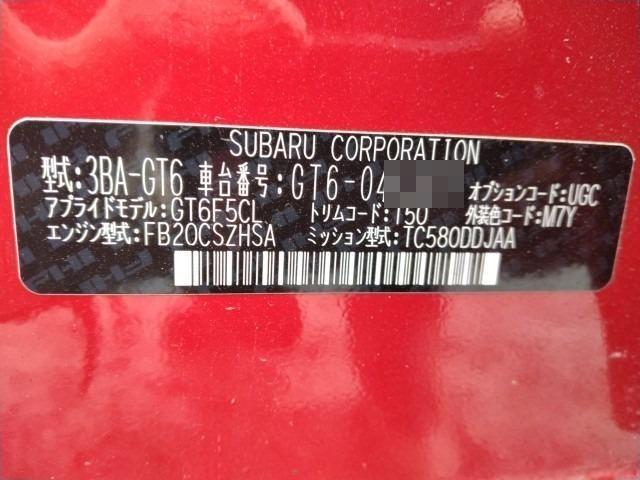 SUBARU CORPORATION
型式:3BA-GT6 車台番号:GT6-04 オプションコード:UGC
アプライドモデル:GT6F5CL トリムコード:150 外装色コード:M7Y
エンジン型式:FB20CSZHSA ミッション型式:TC580DDJAA